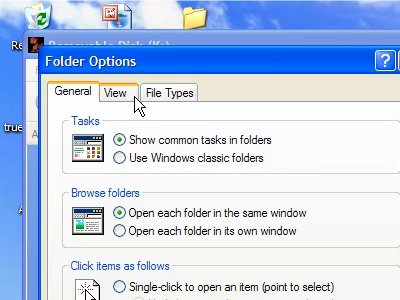 Re
Removable Disk (K:)
Folder Options
?
General View File Types
true
A
Tasks
Show common tasks in folders
Use Windows classic folders
Browse folders
Open each folder in the same window
Open each folder in its own window
Click items as follows
Single-click to open an item (point to select)